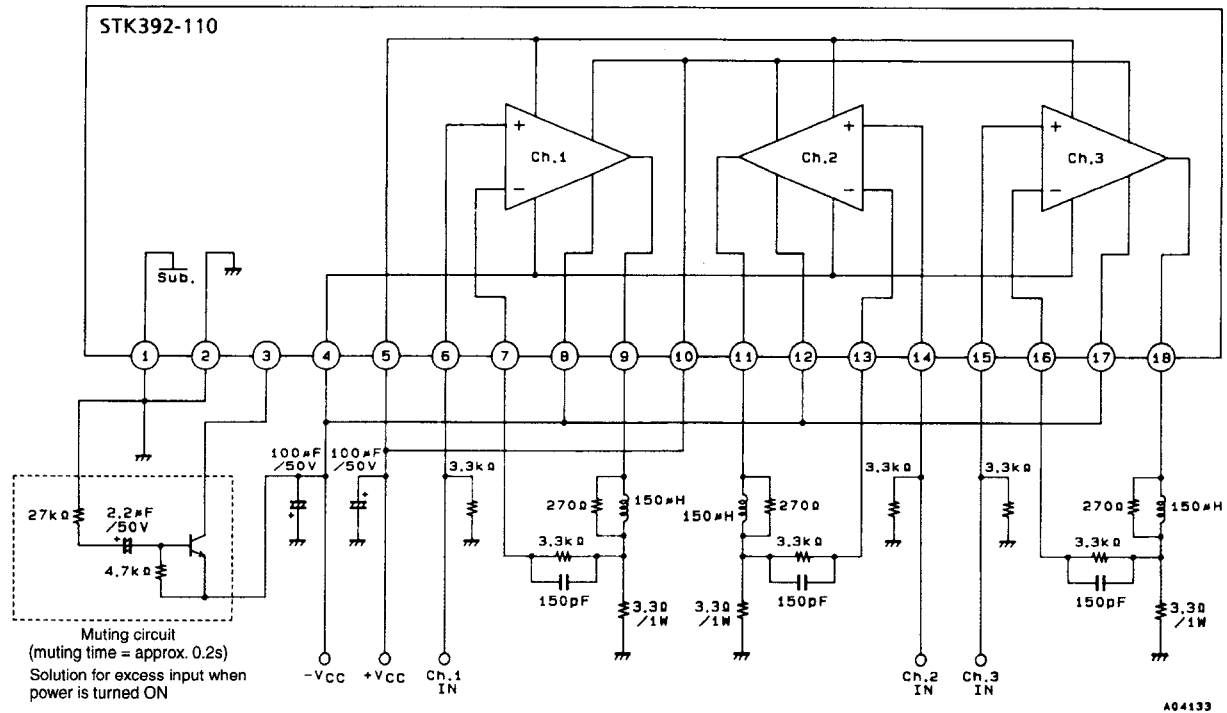 STK392-110
+
Ch.1
−
+
Ch.2
−
+
Ch.3
−
Sub.
1 2 3 4 5 6 7 8 9 10 11 12 13 14 15 16 17 18
100μF
/50V
100μF
/50V
3.3kΩ
3.3kΩ
3.3kΩ
27kΩ
2.2μF
/50V
+
4.7kΩ
+
+
270Ω
150μH
150μH
270Ω
270Ω
150μH
3.3kΩ
150pF
3.3kΩ
150pF
3.3kΩ
150pF
3.3Ω
/1W
3.3Ω
/1W
3.3Ω
/1W
Muting circuit
(muting time = approx. 0.2s)
Solution for excess input when
power is turned ON
−VCC
+VCC
Ch.1
IN
Ch.2
IN
Ch.3
IN
A04133